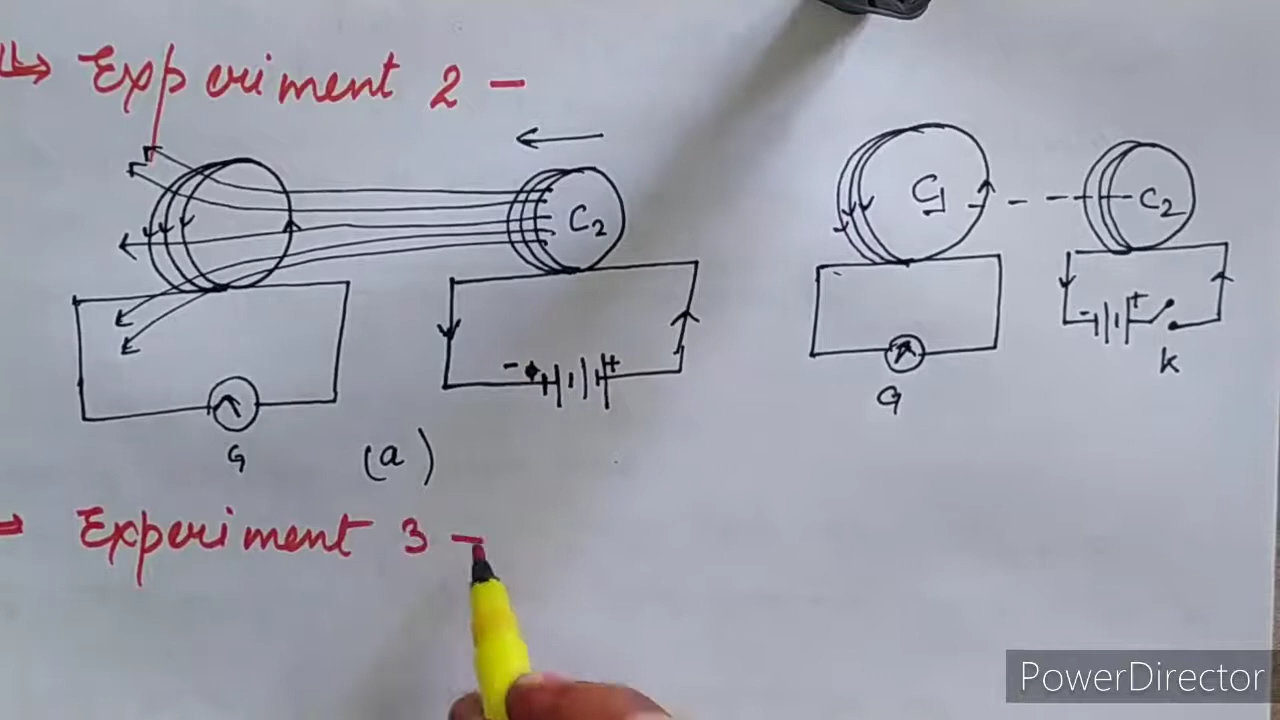 Experiment 2 -
C1
C2
C2
- +
- +
K
G
G
(a)
Experiment 3 -
PowerDirector